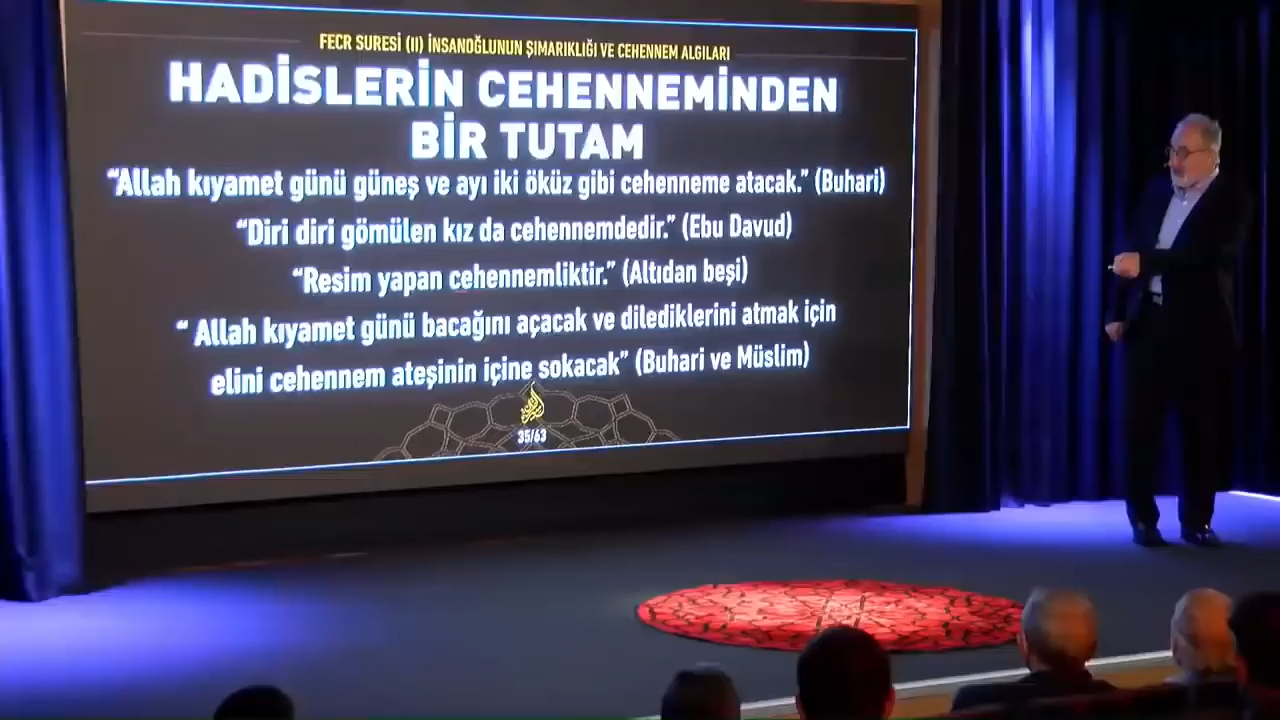 FECR SURESİ (II) İNSANOĞLUNUN ŞIMARIKLIĞI VE CEHENNEM ALGILARI
HADİSLERİN CEHENNEMİNDEN
BİR TUTAM
“Allah kıyamet günü güneş ve ayı iki öküz gibi cehenneme atacak.” (Buhari)
“Diri diri gömülen kız da cehennemdedir.” (Ebu Davud)
“Resim yapan cehennemliktir.” (Altıdan beşi)
“ Allah kıyamet günü bacağını açacak ve dilediklerini atmak için
elini cehennem ateşinin içine sokacak” (Buhari ve Müslim)
35/63